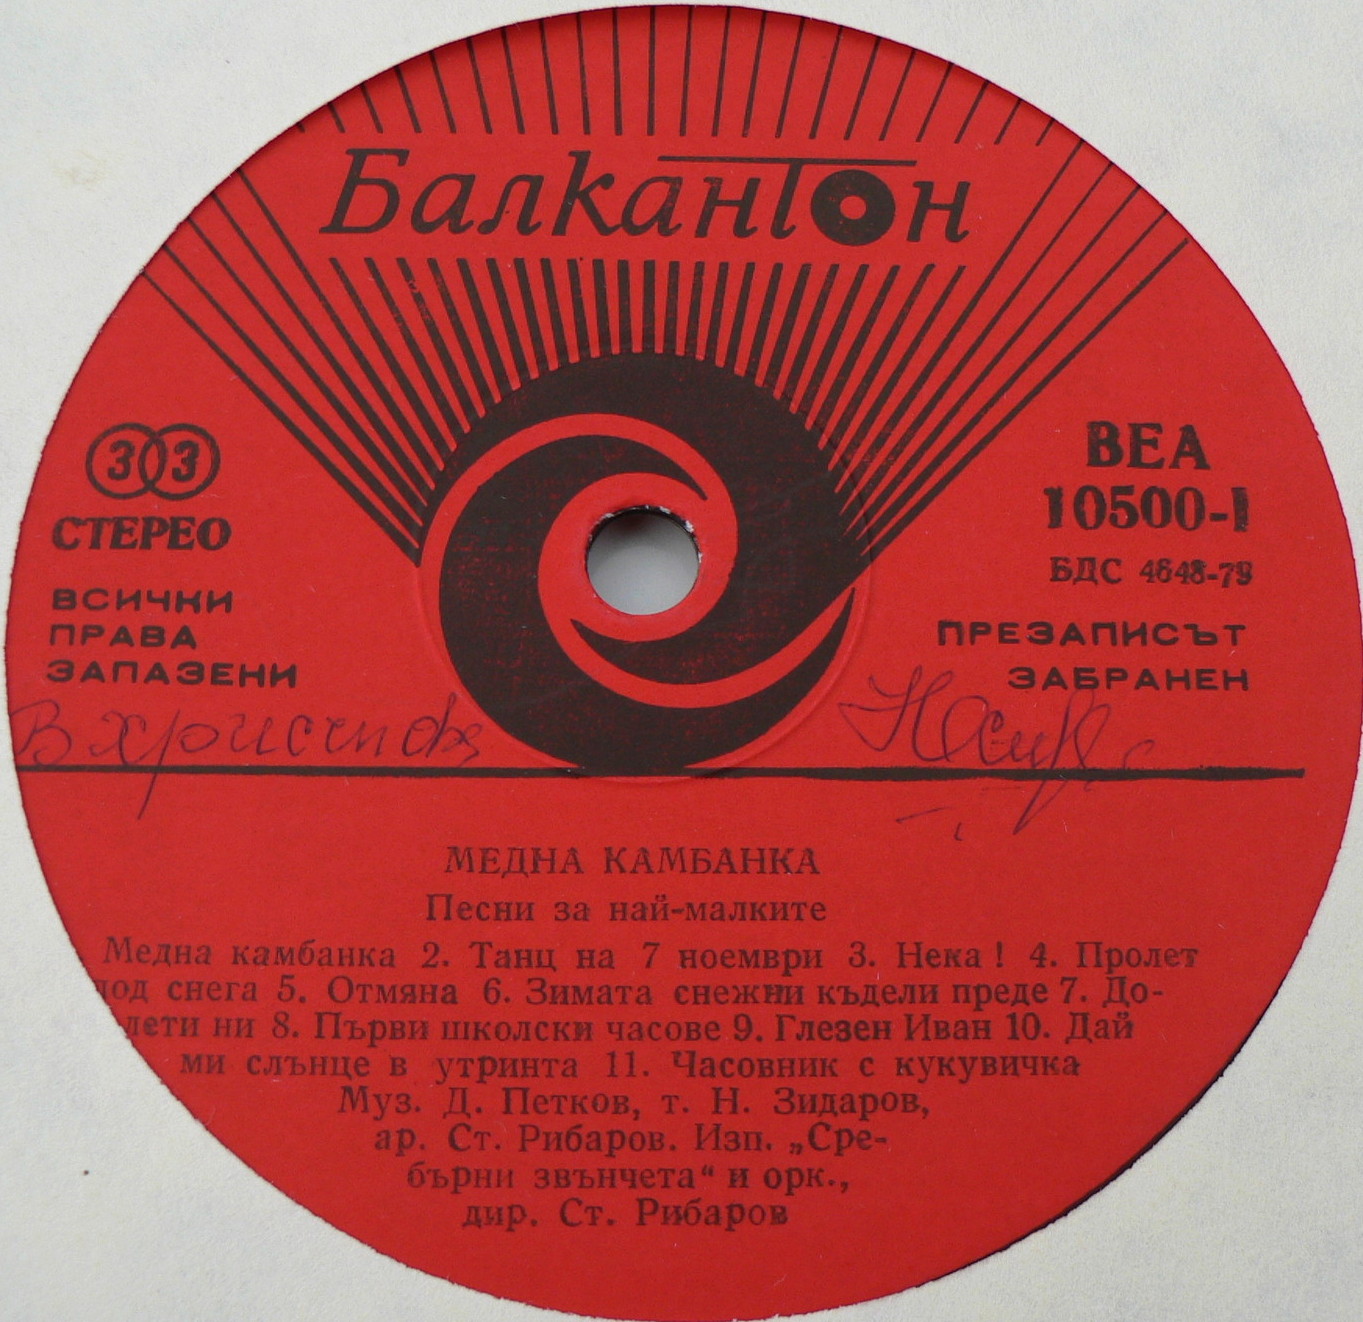 Балкантон
33
СТЕРЕО
ВСИЧКИ
ПРАВА
ЗАПАЗЕНИ
ВЕА
10500-I
БДС 4648-79
ПРЕЗАПИСЪТ
ЗАБРАНЕН
МЕДНА КАМБАНКА
Песни за най-малките
Медна камбанка 2. Танц на 7 ноември 3. Нека! 4. Пролет
под снега 5. Отмяна 6. Зимата снежни къдели преде 7. До-
лети ни 8. Първи школски часове 9. Глезен Иван 10. Дай
ми слънце в утринта 11. Часовник с кукувичка
Муз. Д. Петков, т. Н. Зидаров,
ар. Ст. Рибаров. Изп. „Сре-
бърни звънчета“ и орк.,
дир. Ст. Рибаров